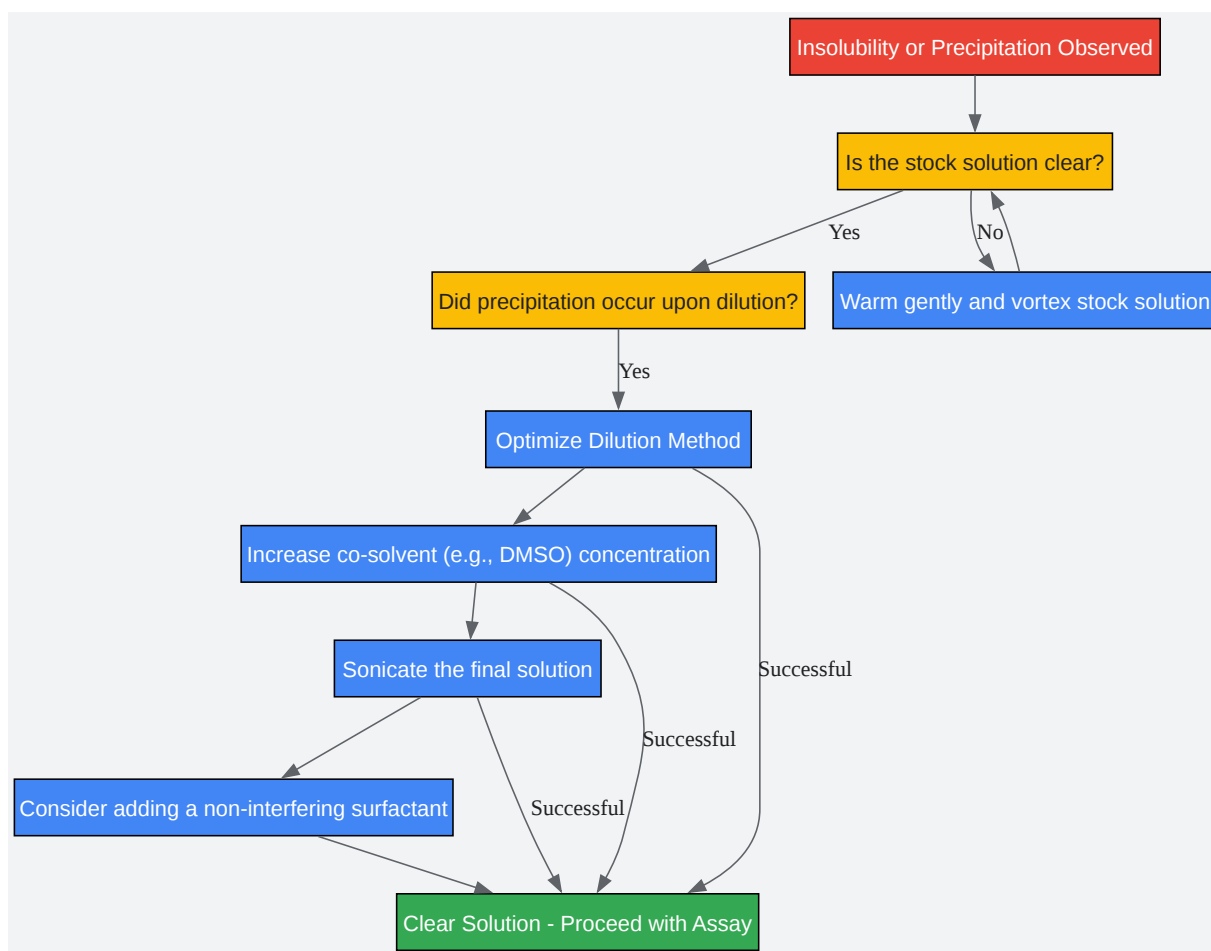 Insolubility or Precipitation Observed
Is the stock solution clear?
Yes
No
Did precipitation occur upon dilution?
Warm gently and vortex stock solution
Yes
Optimize Dilution Method
Increase co-solvent (e.g., DMSO) concentration
Sonicate the final solution
Successful
Successful
Consider adding a non-interfering surfactant
Successful
Clear Solution - Proceed with Assay